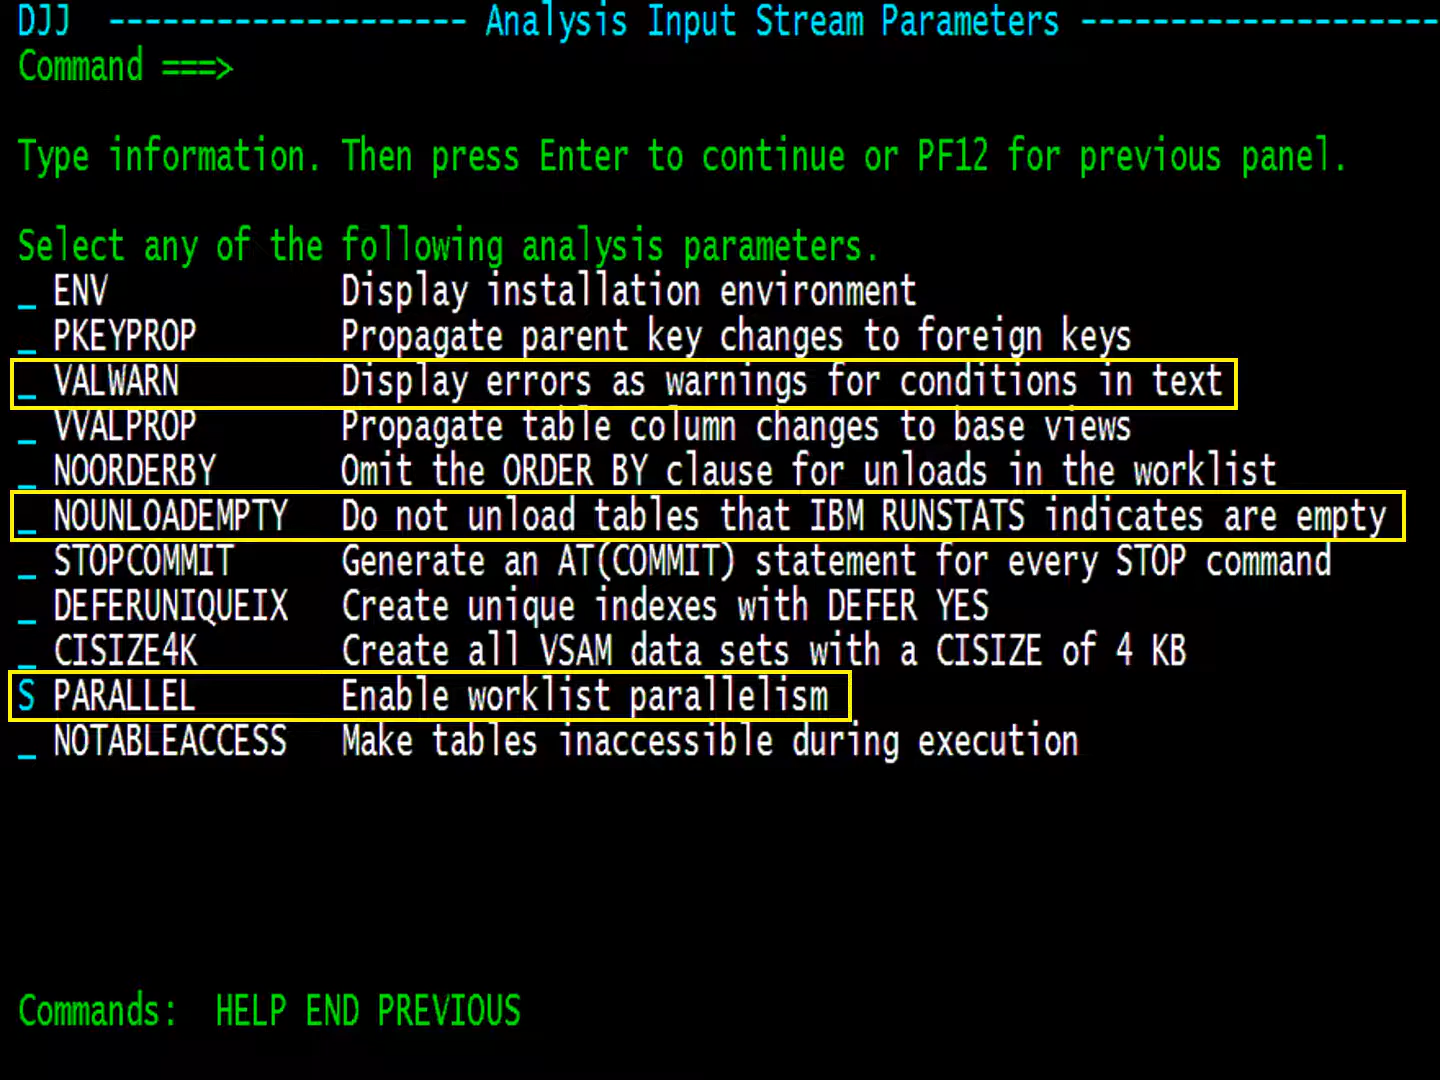 DJJ -------------------- Analysis Input Stream Parameters --------------------
Command ===>
Type information. Then press Enter to continue or PF12 for previous panel.
Select any of the following analysis parameters.
_ ENV Display installation environment
_ PKEYPROP Propagate parent key changes to foreign keys
_ VALWARN Display errors as warnings for conditions in text
_ VVALPROP Propagate table column changes to base views
_ NOORDERBY Omit the ORDER BY clause for unloads in the worklist
_ NOUNLOADEMPTY Do not unload tables that IBM RUNSTATS indicates are empty
_ STOPCOMMIT Generate an AT(COMMIT) statement for every STOP command
_ DEFERUNIQUEIX Create unique indexes with DEFER YES
_ CISIZE4K Create all VSAM data sets with a CISIZE of 4 KB
S PARALLEL Enable worklist parallelism
_ NOTABLEACCESS Make tables inaccessible during execution
Commands: HELP END PREVIOUS